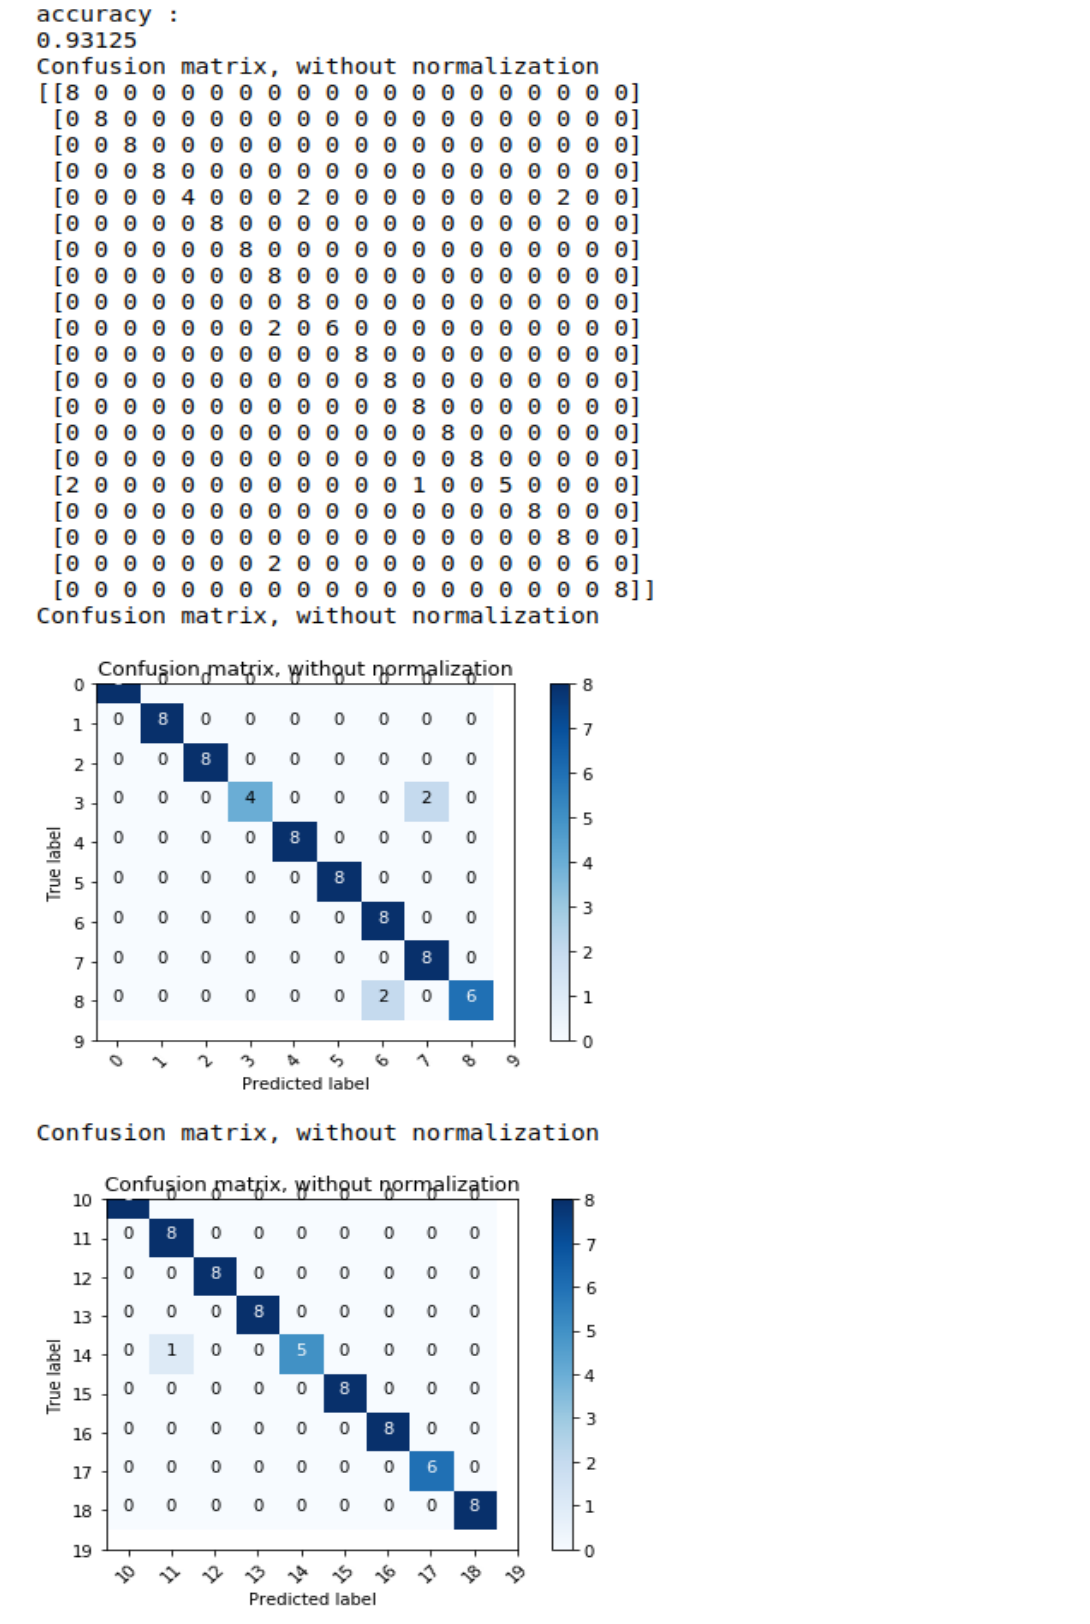 accuracy :
0.93125
Confusion matrix, without normalization
[[8 0 0 0 0 0 0 0 0 0 0 0 0 0 0 0 0 0 0 0]
[0 8 0 0 0 0 0 0 0 0 0 0 0 0 0 0 0 0 0 0]
[0 0 8 0 0 0 0 0 0 0 0 0 0 0 0 0 0 0 0 0]
[0 0 0 8 0 0 0 0 0 0 0 0 0 0 0 0 0 0 0 0]
[0 0 0 0 4 0 0 0 2 0 0 0 0 0 0 0 0 2 0 0]
[0 0 0 0 0 8 0 0 0 0 0 0 0 0 0 0 0 0 0 0]
[0 0 0 0 0 0 8 0 0 0 0 0 0 0 0 0 0 0 0 0]
[0 0 0 0 0 0 0 8 0 0 0 0 0 0 0 0 0 0 0 0]
[0 0 0 0 0 0 0 0 8 0 0 0 0 0 0 0 0 0 0 0]
[0 0 0 0 0 0 0 2 0 6 0 0 0 0 0 0 0 0 0 0]
[0 0 0 0 0 0 0 0 0 0 8 0 0 0 0 0 0 0 0 0]
[0 0 0 0 0 0 0 0 0 0 0 8 0 0 0 0 0 0 0 0]
[0 0 0 0 0 0 0 0 0 0 0 0 8 0 0 0 0 0 0 0]
[0 0 0 0 0 0 0 0 0 0 0 0 0 8 0 0 0 0 0 0]
[0 0 0 0 0 0 0 0 0 0 0 0 0 0 8 0 0 0 0 0]
[2 0 0 0 0 0 0 0 0 0 0 0 1 0 0 5 0 0 0 0]
[0 0 0 0 0 0 0 0 0 0 0 0 0 0 0 0 8 0 0 0]
[0 0 0 0 0 0 0 0 0 0 0 0 0 0 0 0 0 8 0 0]
[0 0 0 0 0 0 0 2 0 0 0 0 0 0 0 0 0 0 6 0]
[0 0 0 0 0 0 0 0 0 0 0 0 0 0 0 0 0 0 0 8]]
Confusion matrix, without normalization
Confusion matrix, without normalization
0 0 0 0 0 0 0 0 0 8
1 0 8 0 0 0 0 0 0 0 7
2 0 0 8 0 0 0 0 0 0 6
3 0 0 0 4 0 0 0 2 0 5
4 0 0 0 0 8 0 0 0 0 4
5 0 0 0 0 0 8 0 0 0 3
6 0 0 0 0 0 0 8 0 0 2
7 0 0 0 0 0 0 0 8 0 1
8 0 0 0 0 0 0 2 0 6
9 0
True label
0 1 2 3 4 5 6 7 8 9
Predicted label
Confusion matrix, without normalization
Confusion matrix, without normalization
10 0 0 0 0 0 0 0 0 8
11 0 8 0 0 0 0 0 0 0 7
12 0 0 8 0 0 0 0 0 0 6
13 0 0 0 8 0 0 0 0 0 5
14 0 1 0 0 5 0 0 0 0 4
15 0 0 0 0 0 8 0 0 0 3
16 0 0 0 0 0 0 8 0 0 2
17 0 0 0 0 0 0 0 6 0 1
18 0 0 0 0 0 0 0 0 8
19 0
True label
10 11 12 13 14 15 16 17 18 19
Predicted label